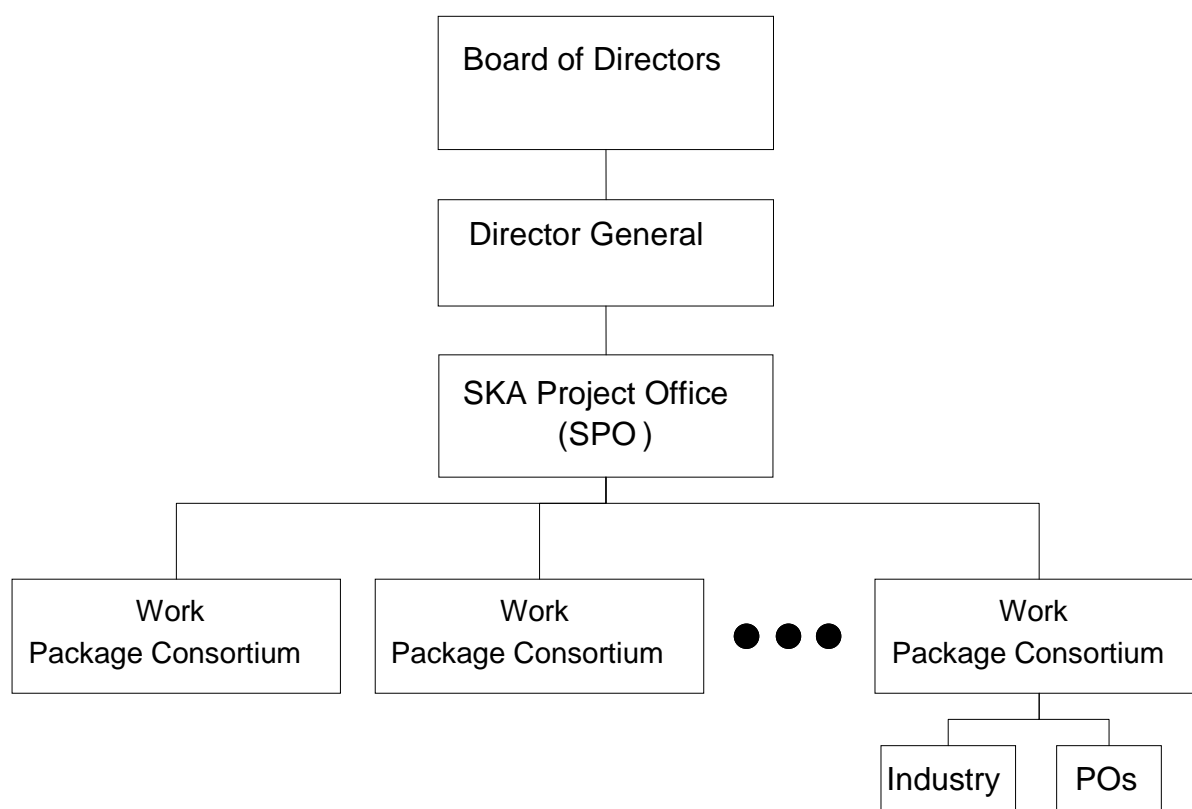 Board of Directors
Director General
SKA Project Office
(SPO )
Work
Package Consortium
Work
Package Consortium
Work
Package Consortium
Industry
POs